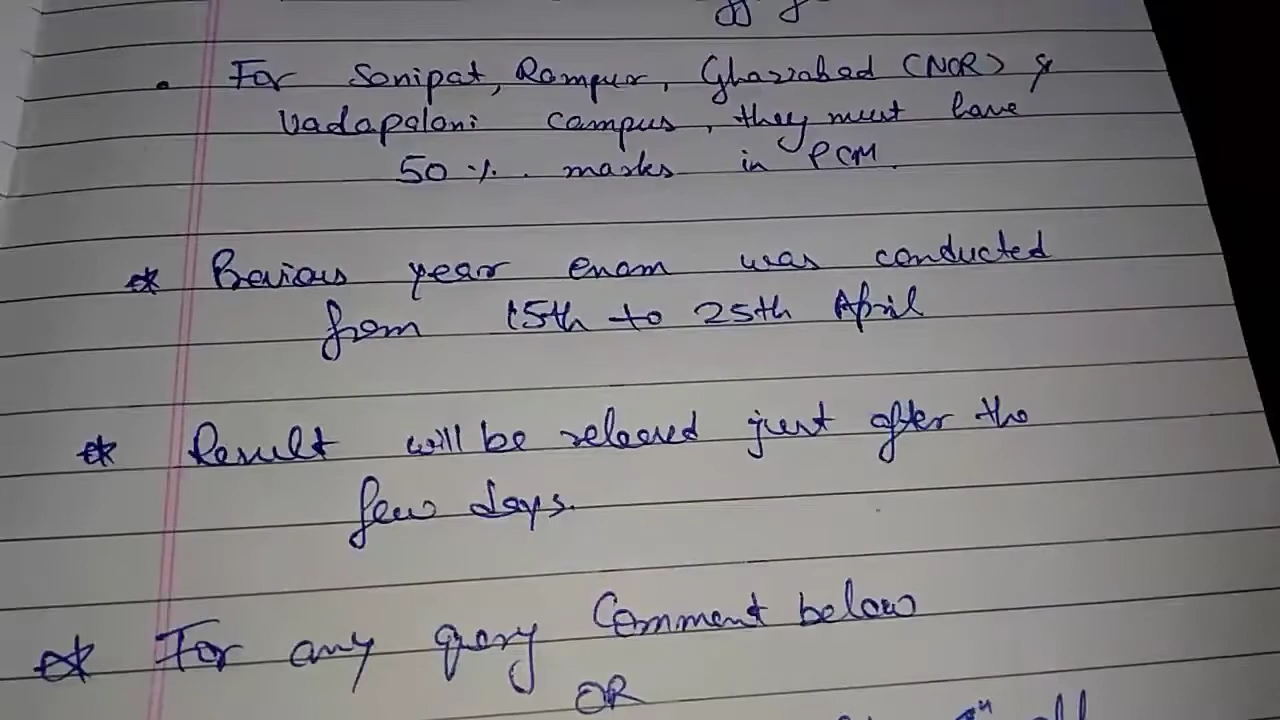 • For Sonipat, Rampur, Ghaziabad (NCR) &
Vadapalani campus, they must have
50 %. marks in PCM.
* Previous year exam was conducted
from 15th to 25th April
* Result will be released just after the
few days.
* For any query Comment below
OR